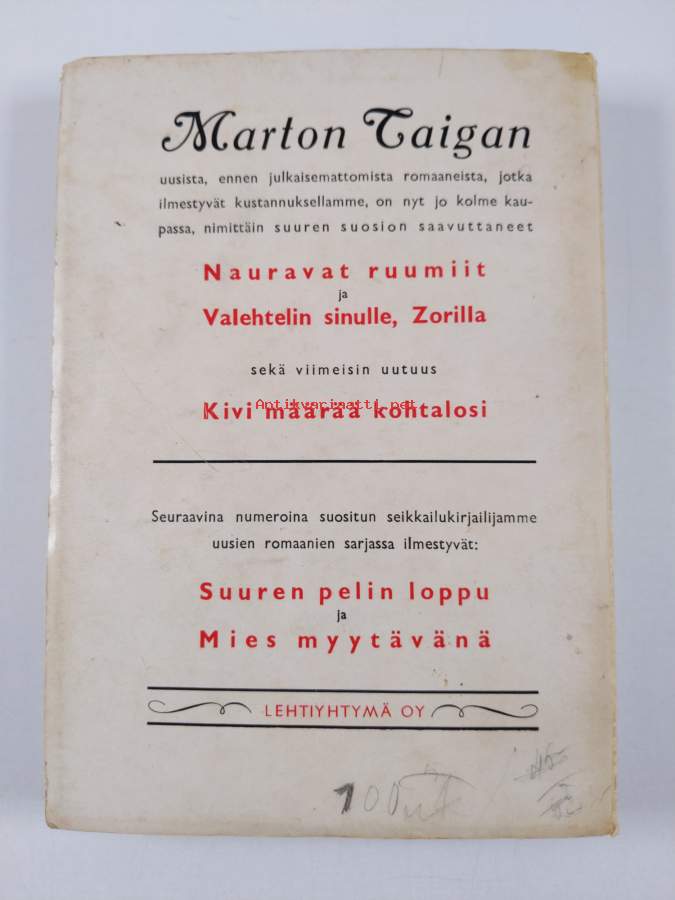 Marton Taigan
uusista, ennen julkaisemattomista romaaneista, jotka
ilmestyvät kustannuksellamme, on nyt jo kolme kau-
passa, nimittäin suuren suosion saavuttaneet
Nauravat ruumiit
ja
Valehtelin sinulle, Zorilla
sekä viimeisin uutuus
Kivi määrää kohtalosi
Antikvariaatti.net
Seuraavina numeroina suositun seikkailukirjailijamme
uusien romaanien sarjassa ilmestyvät:
Suuren pelin loppu
ja
Mies myytävänä
LEHTIYHTYMÄ OY
100